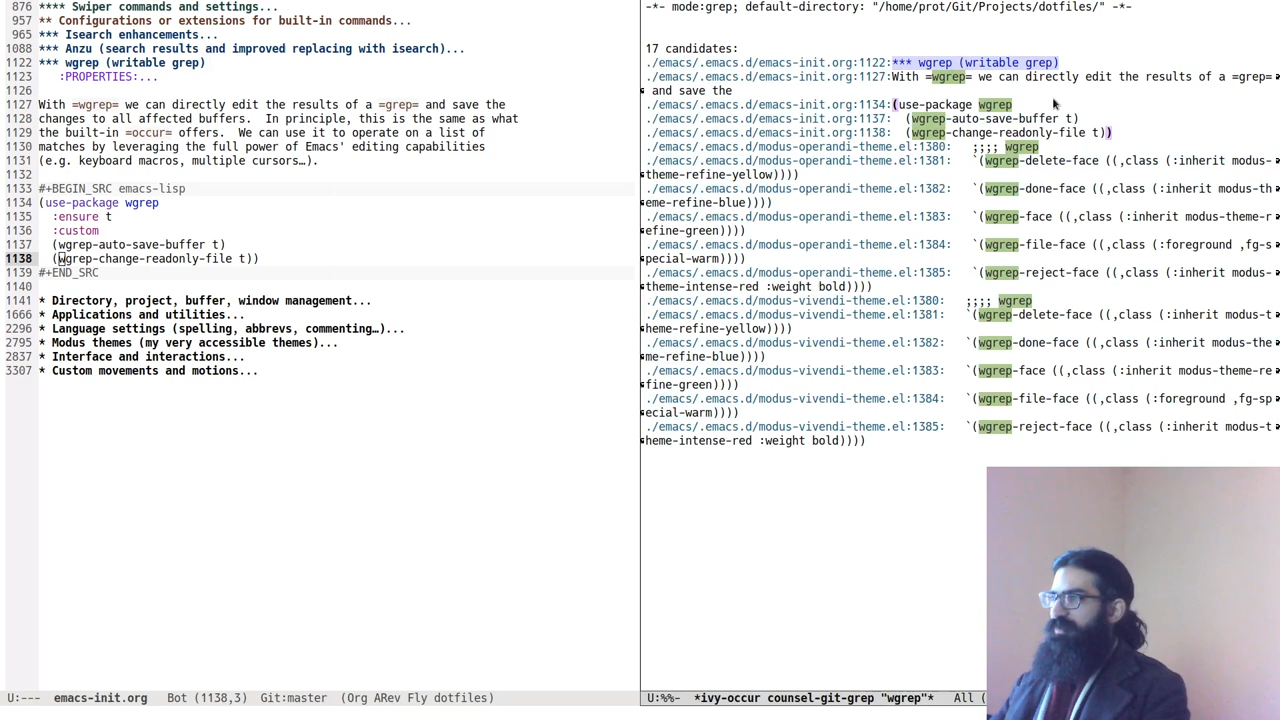 876 **** Swiper commands and settings...
957 ** Configurations or extensions for built-in commands...
965 *** Isearch enhancements...
1088 *** Anzu (search results and improved replacing with isearch)...
1122 *** wgrep (writable grep)
1123    :PROPERTIES:...
1126
1127 With =wgrep= we can directly edit the results of a =grep= and save the
1128 changes to all affected buffers.  In principle, this is the same as what
1129 the built-in =occur= offers.  We can use it to operate on a list of
1130 matches by leveraging the full power of Emacs' editing capabilities
1131 (e.g. keyboard macros, multiple cursors…).
1132
1133 #+BEGIN_SRC emacs-lisp
1134 (use-package wgrep
1135   :ensure t
1136   :custom
1137   (wgrep-auto-save-buffer t)
1138   (wgrep-change-readonly-file t))
1139 #+END_SRC
1140
1141 * Directory, project, buffer, window management...
1666 * Applications and utilities...
2296 * Language settings (spelling, abbrevs, commenting…)...
2795 * Modus themes (my very accessible themes)...
2837 * Interface and interactions...
3307 * Custom movements and motions...
U:---  emacs-init.org   Bot (1138,3)  Git:master  (Org ARev Fly dotfiles)
-*- mode:grep; default-directory: "/home/prot/Git/Projects/dotfiles/" -*-
17 candidates:
./emacs/.emacs.d/emacs-init.org:1122:*** wgrep (writable grep)
./emacs/.emacs.d/emacs-init.org:1127:With =wgrep= we can directly edit the results of a =grep=
 and save the
./emacs/.emacs.d/emacs-init.org:1134:(use-package wgrep
./emacs/.emacs.d/emacs-init.org:1137:  (wgrep-auto-save-buffer t)
./emacs/.emacs.d/emacs-init.org:1138:  (wgrep-change-readonly-file t))
./emacs/.emacs.d/modus-operandi-theme.el:1380:   ;;;; wgrep
./emacs/.emacs.d/modus-operandi-theme.el:1381:   `(wgrep-delete-face ((,class (:inherit modus-
theme-refine-yellow))))
./emacs/.emacs.d/modus-operandi-theme.el:1382:   `(wgrep-done-face ((,class (:inherit modus-th
eme-refine-blue))))
./emacs/.emacs.d/modus-operandi-theme.el:1383:   `(wgrep-face ((,class (:inherit modus-theme-r
efine-green))))
./emacs/.emacs.d/modus-operandi-theme.el:1384:   `(wgrep-file-face ((,class (:foreground ,fg-s
pecial-warm))))
./emacs/.emacs.d/modus-operandi-theme.el:1385:   `(wgrep-reject-face ((,class (:inherit modus-
theme-intense-red :weight bold))))
./emacs/.emacs.d/modus-vivendi-theme.el:1380:   ;;;; wgrep
./emacs/.emacs.d/modus-vivendi-theme.el:1381:   `(wgrep-delete-face ((,class (:inherit modus-t
heme-refine-yellow))))
./emacs/.emacs.d/modus-vivendi-theme.el:1382:   `(wgrep-done-face ((,class (:inherit modus-the
me-refine-blue))))
./emacs/.emacs.d/modus-vivendi-theme.el:1383:   `(wgrep-face ((,class (:inherit modus-theme-re
fine-green))))
./emacs/.emacs.d/modus-vivendi-theme.el:1384:   `(wgrep-file-face ((,class (:foreground ,fg-sp
ecial-warm))))
./emacs/.emacs.d/modus-vivendi-theme.el:1385:   `(wgrep-reject-face ((,class (:inherit modus-t
heme-intense-red :weight bold))))
U:%%-  *ivy-occur counsel-git-grep "wgrep"*   All (